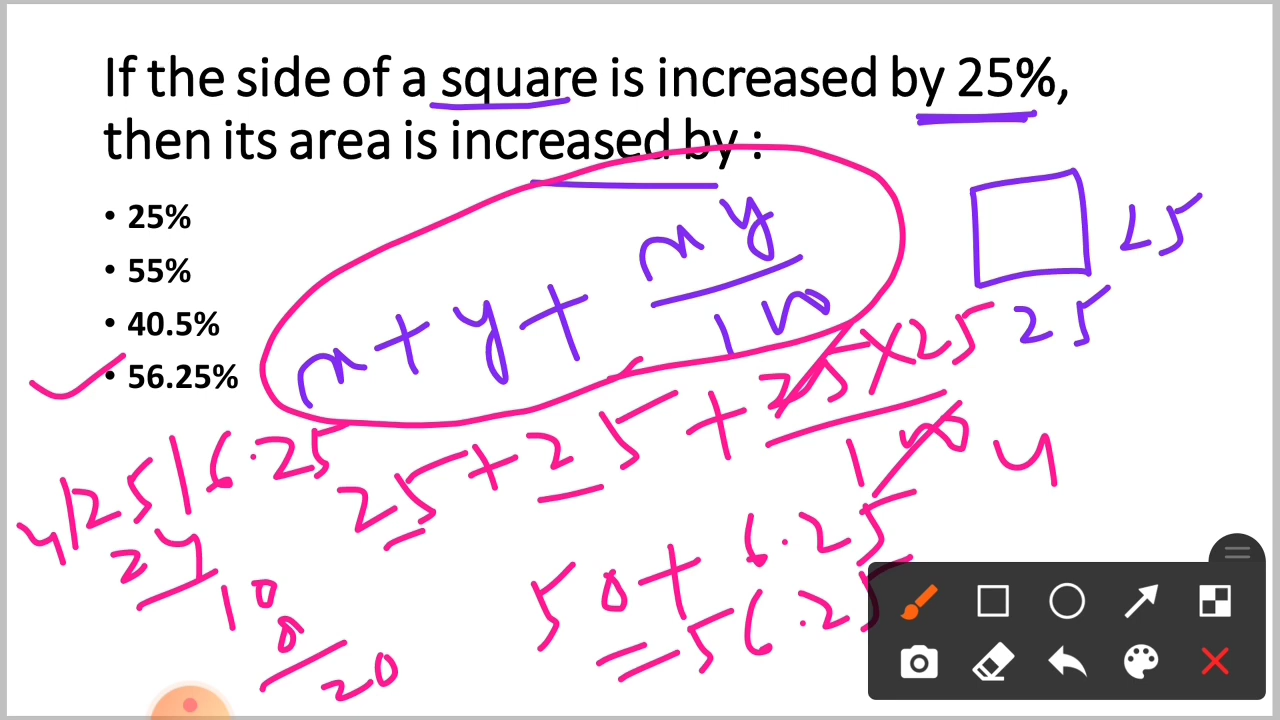 If the side of a square is increased by 25%,
then its area is increased by :
• 25%
• 55%
• 40.5%
• 56.25%
x + y + xy/100
25
25
25 + 25 + 25×25/100
4
4)25|6.25
24
10
8
20
50 + 6.25
= 56.25